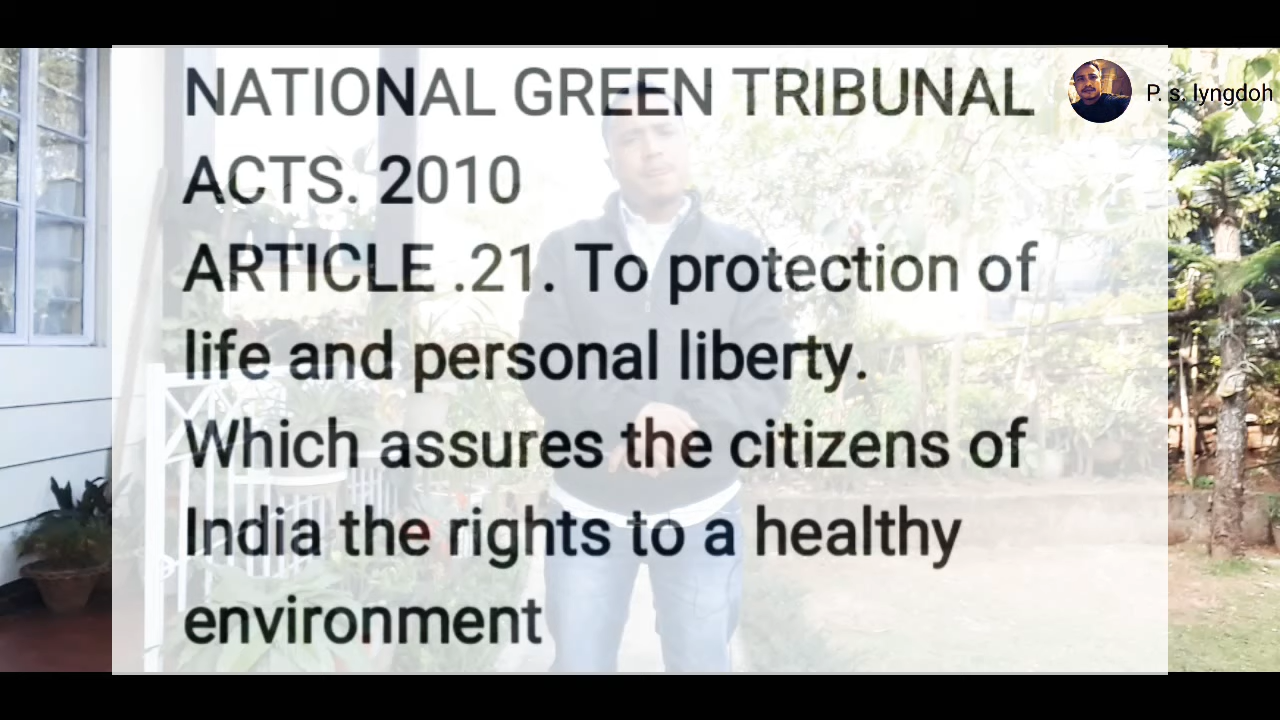 NATIONAL GREEN TRIBUNAL
P. s. lyngdoh
ACTS. 2010
ARTICLE .21. To protection of
life and personal liberty.
Which assures the citizens of
India the rights to a healthy
environment